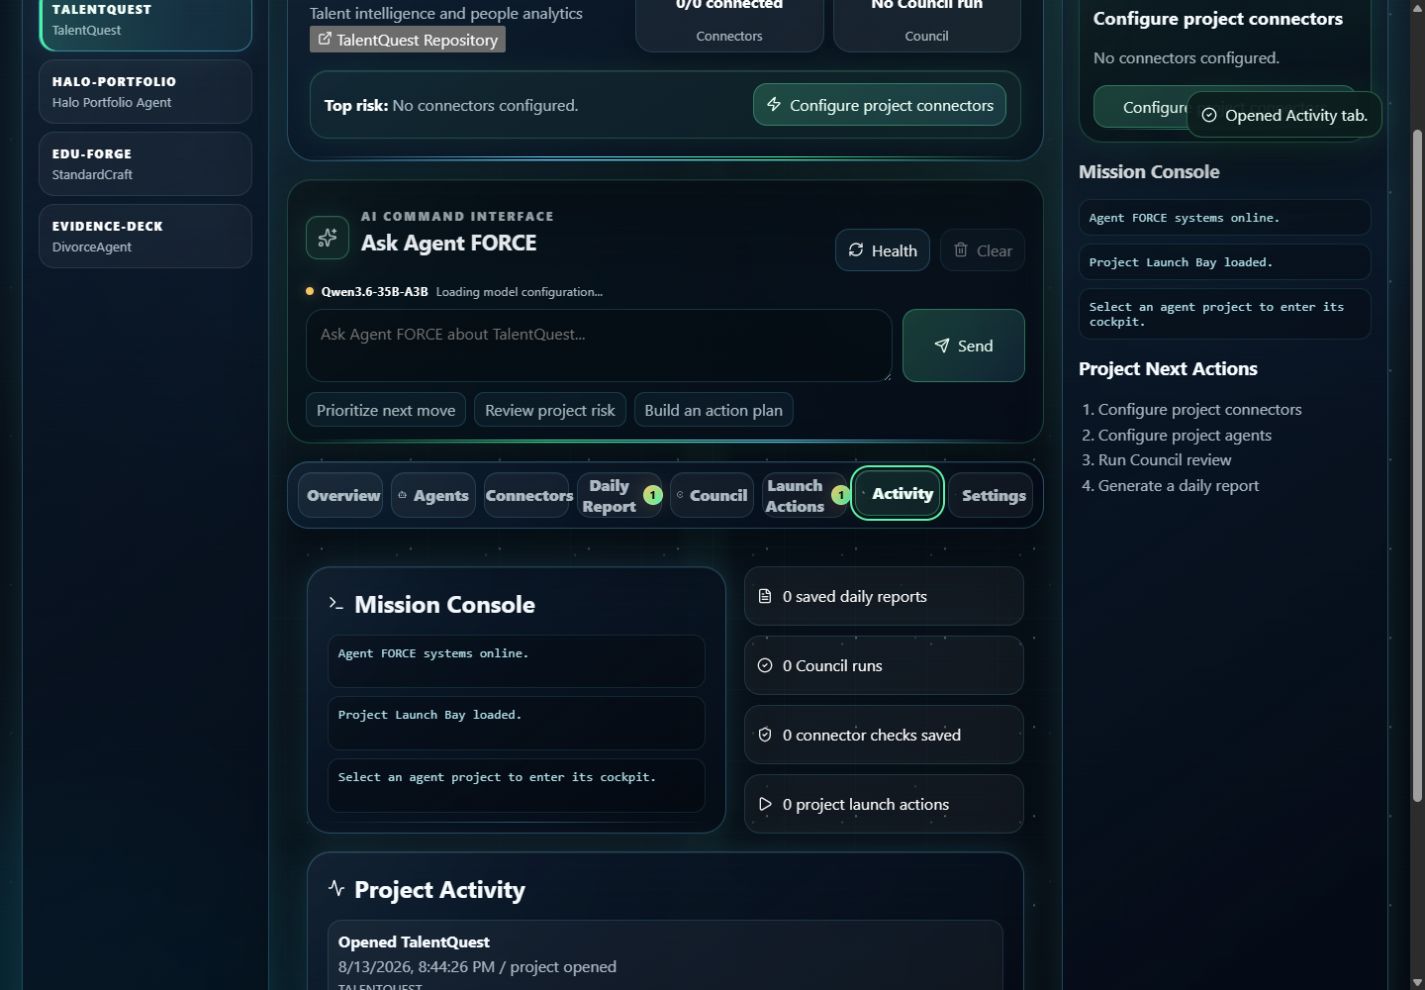 TALENTQUEST
TalentQuest
HALO-PORTFOLIO
Halo Portfolio Agent
EDU-FORGE
StandardCraft
EVIDENCE-DECK
DivorceAgent
Talent intelligence and people analytics
TalentQuest Repository
0/0 connected
Connectors
No Council run
Council
Top risk: No connectors configured.
Configure project connectors
AI COMMAND INTERFACE
Ask Agent FORCE
Health
Clear
Qwen3.6-35B-A3B Loading model configuration...
Ask Agent FORCE about TalentQuest...
Send
Prioritize next move
Review project risk
Build an action plan
Overview
Agents
Connectors
Daily
Report
1
Council
Launch
Actions
1
Activity
Settings
Mission Console
Agent FORCE systems online.
Project Launch Bay loaded.
Select an agent project to enter its cockpit.
0 saved daily reports
0 Council runs
0 connector checks saved
0 project launch actions
Project Activity
Opened TalentQuest
8/13/2026, 8:44:26 PM / project opened
TALENTQUEST
Configure project connectors
No connectors configured.
Configure project connectors
Opened Activity tab.
Mission Console
Agent FORCE systems online.
Project Launch Bay loaded.
Select an agent project to enter its
cockpit.
Project Next Actions
1. Configure project connectors
2. Configure project agents
3. Run Council review
4. Generate a daily report